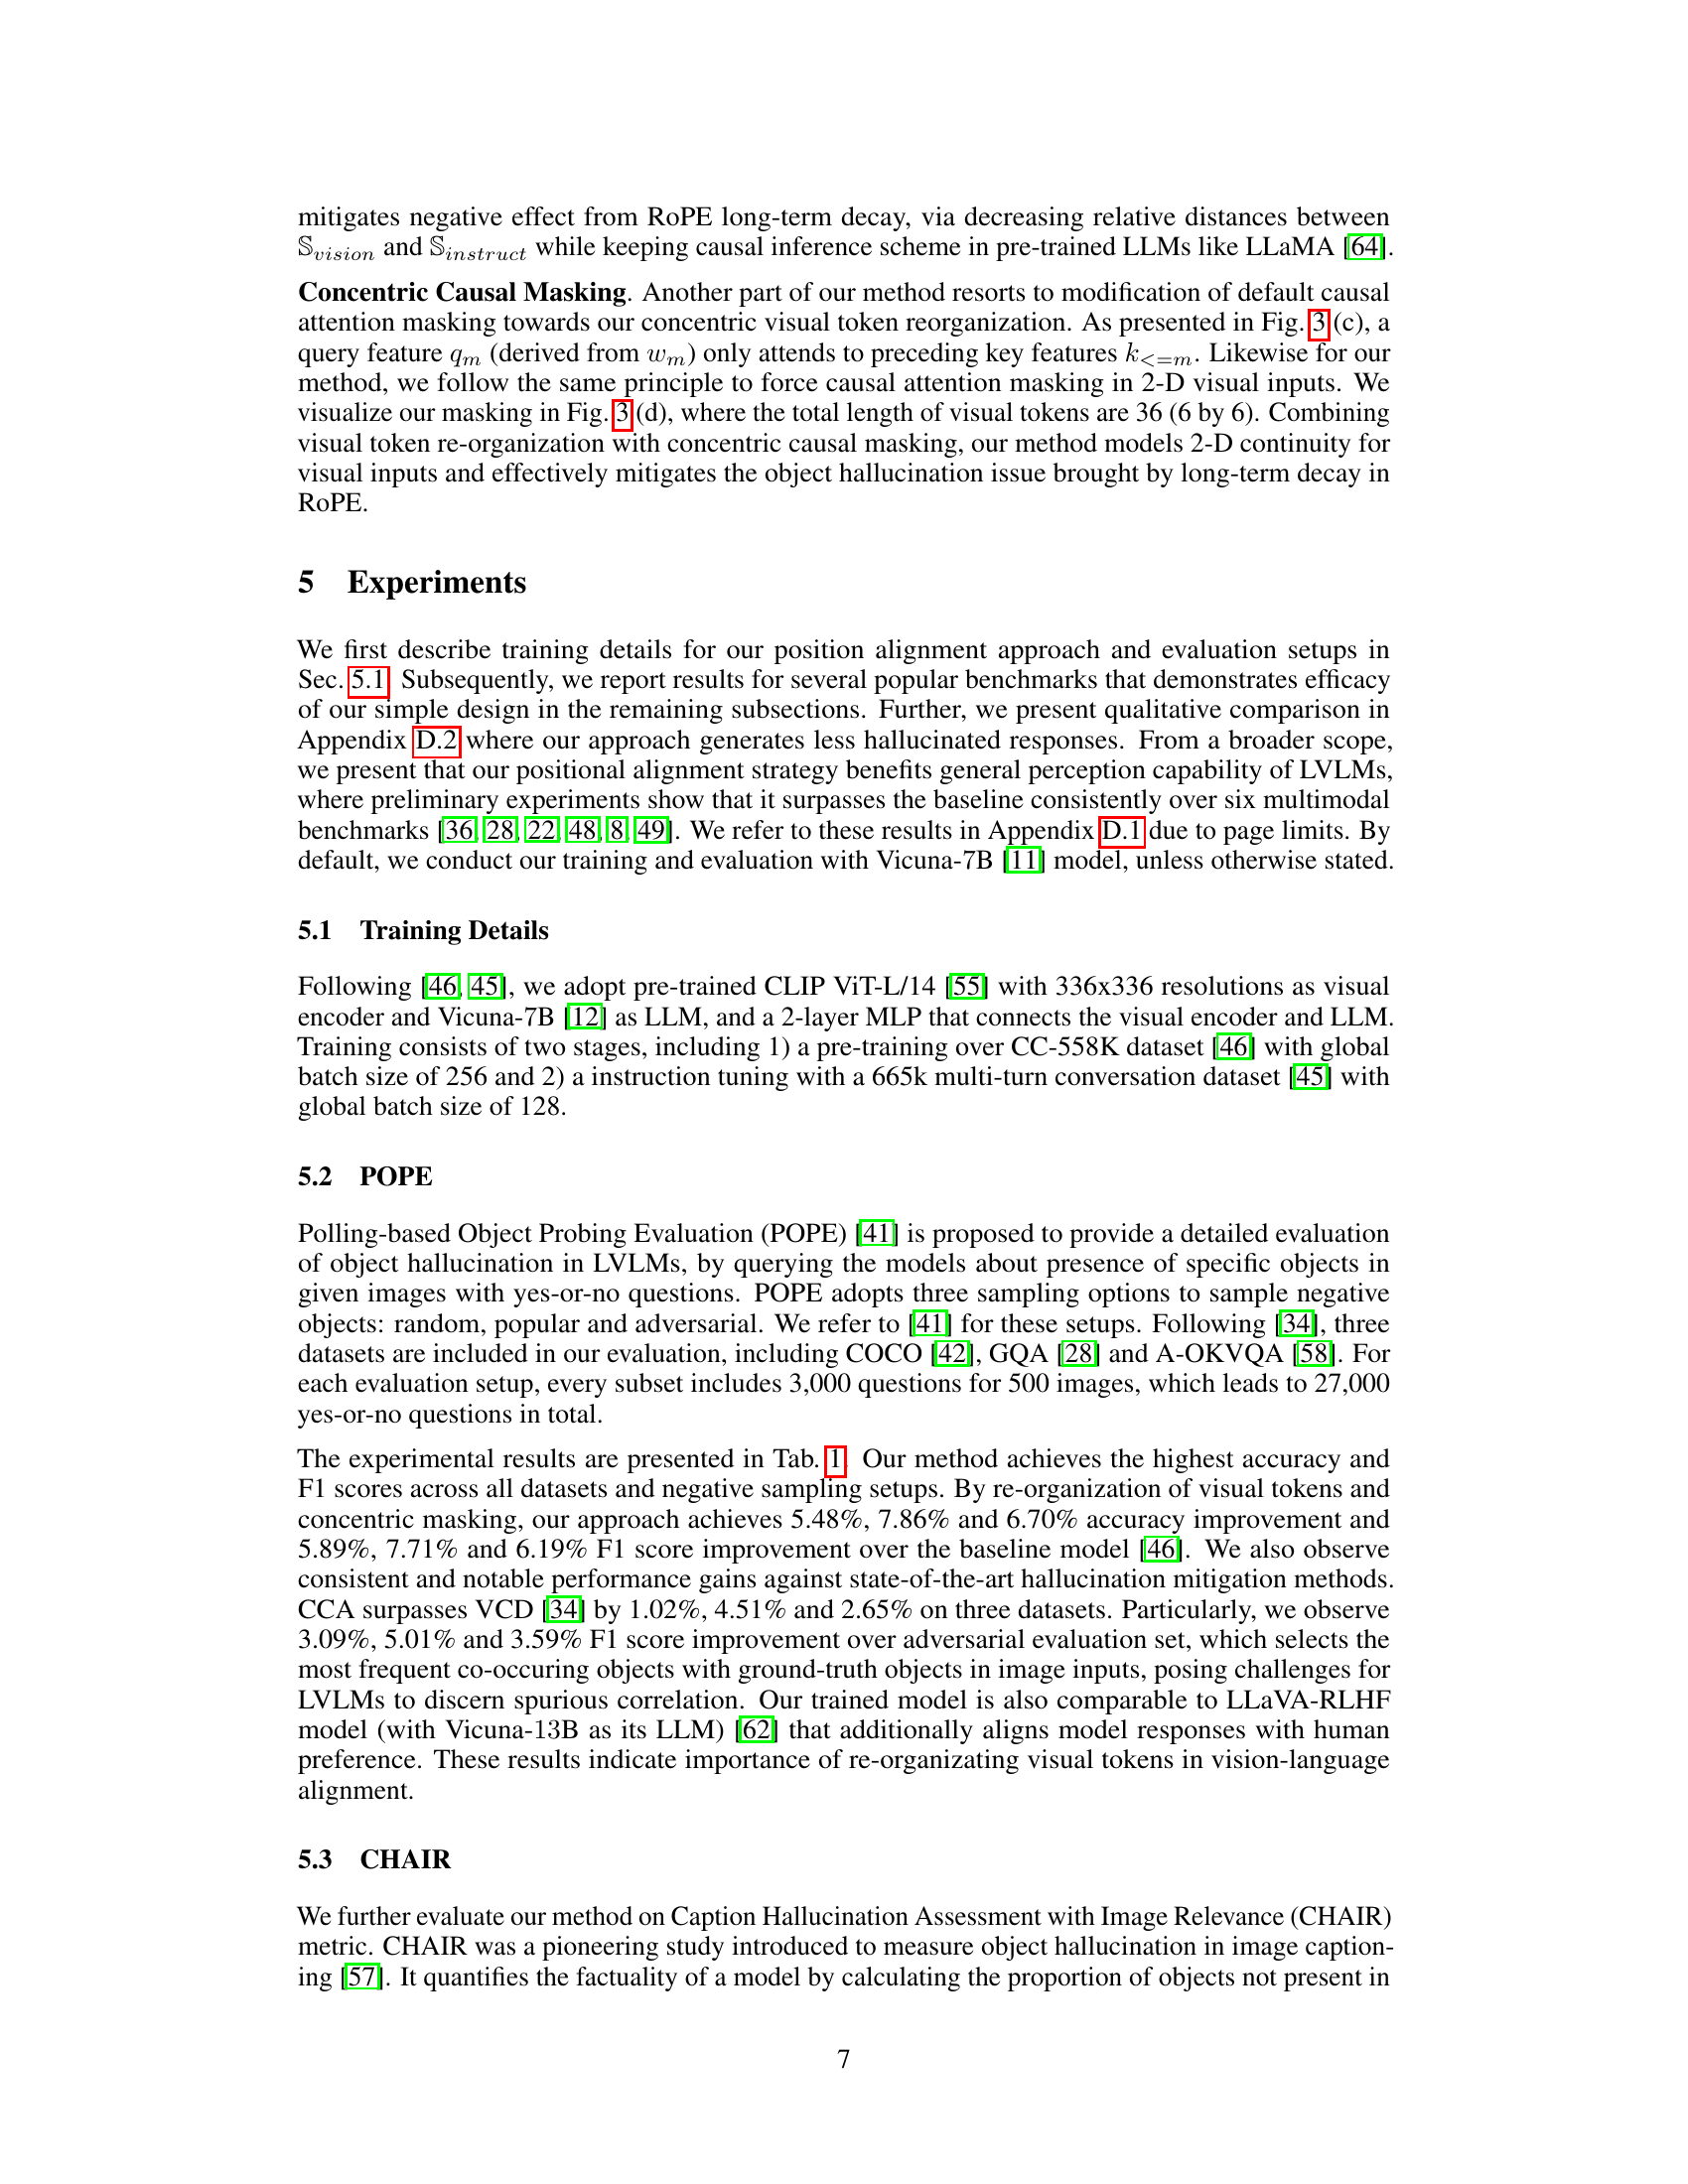 mitigates negative effect from RoPE long-term decay, via decreasing relative distances between
𝕊vision and 𝕊instruct while keeping causal inference scheme in pre-trained LLMs like LLaMA [64].
Concentric Causal Masking. Another part of our method resorts to modification of default causal
attention masking towards our concentric visual token reorganization. As presented in Fig. 3 (c), a
query feature qm (derived from wm) only attends to preceding key features k<=m. Likewise for our
method, we follow the same principle to force causal attention masking in 2-D visual inputs. We
visualize our masking in Fig. 3 (d), where the total length of visual tokens are 36 (6 by 6). Combining
visual token re-organization with concentric causal masking, our method models 2-D continuity for
visual inputs and effectively mitigates the object hallucination issue brought by long-term decay in
RoPE.
5 Experiments
We first describe training details for our position alignment approach and evaluation setups in
Sec. 5.1. Subsequently, we report results for several popular benchmarks that demonstrates efficacy
of our simple design in the remaining subsections. Further, we present qualitative comparison in
Appendix D.2 where our approach generates less hallucinated responses. From a broader scope,
we present that our positional alignment strategy benefits general perception capability of LVLMs,
where preliminary experiments show that it surpasses the baseline consistently over six multimodal
benchmarks [36, 28, 22, 48, 8, 49]. We refer to these results in Appendix D.1 due to page limits. By
default, we conduct our training and evaluation with Vicuna-7B [11] model, unless otherwise stated.
5.1 Training Details
Following [46, 45], we adopt pre-trained CLIP ViT-L/14 [55] with 336x336 resolutions as visual
encoder and Vicuna-7B [12] as LLM, and a 2-layer MLP that connects the visual encoder and LLM.
Training consists of two stages, including 1) a pre-training over CC-558K dataset [46] with global
batch size of 256 and 2) a instruction tuning with a 665k multi-turn conversation dataset [45] with
global batch size of 128.
5.2 POPE
Polling-based Object Probing Evaluation (POPE) [41] is proposed to provide a detailed evaluation
of object hallucination in LVLMs, by querying the models about presence of specific objects in
given images with yes-or-no questions. POPE adopts three sampling options to sample negative
objects: random, popular and adversarial. We refer to [41] for these setups. Following [34], three
datasets are included in our evaluation, including COCO [42], GQA [28] and A-OKVQA [58]. For
each evaluation setup, every subset includes 3,000 questions for 500 images, which leads to 27,000
yes-or-no questions in total.
The experimental results are presented in Tab. 1. Our method achieves the highest accuracy and
F1 scores across all datasets and negative sampling setups. By re-organization of visual tokens and
concentric masking, our approach achieves 5.48%, 7.86% and 6.70% accuracy improvement and
5.89%, 7.71% and 6.19% F1 score improvement over the baseline model [46]. We also observe
consistent and notable performance gains against state-of-the-art hallucination mitigation methods.
CCA surpasses VCD [34] by 1.02%, 4.51% and 2.65% on three datasets. Particularly, we observe
3.09%, 5.01% and 3.59% F1 score improvement over adversarial evaluation set, which selects the
most frequent co-occuring objects with ground-truth objects in image inputs, posing challenges for
LVLMs to discern spurious correlation. Our trained model is also comparable to LLaVA-RLHF
model (with Vicuna-13B as its LLM) [62] that additionally aligns model responses with human
preference. These results indicate importance of re-organizating visual tokens in vision-language
alignment.
5.3 CHAIR
We further evaluate our method on Caption Hallucination Assessment with Image Relevance (CHAIR)
metric. CHAIR was a pioneering study introduced to measure object hallucination in image caption-
ing [57]. It quantifies the factuality of a model by calculating the proportion of objects not present in
7